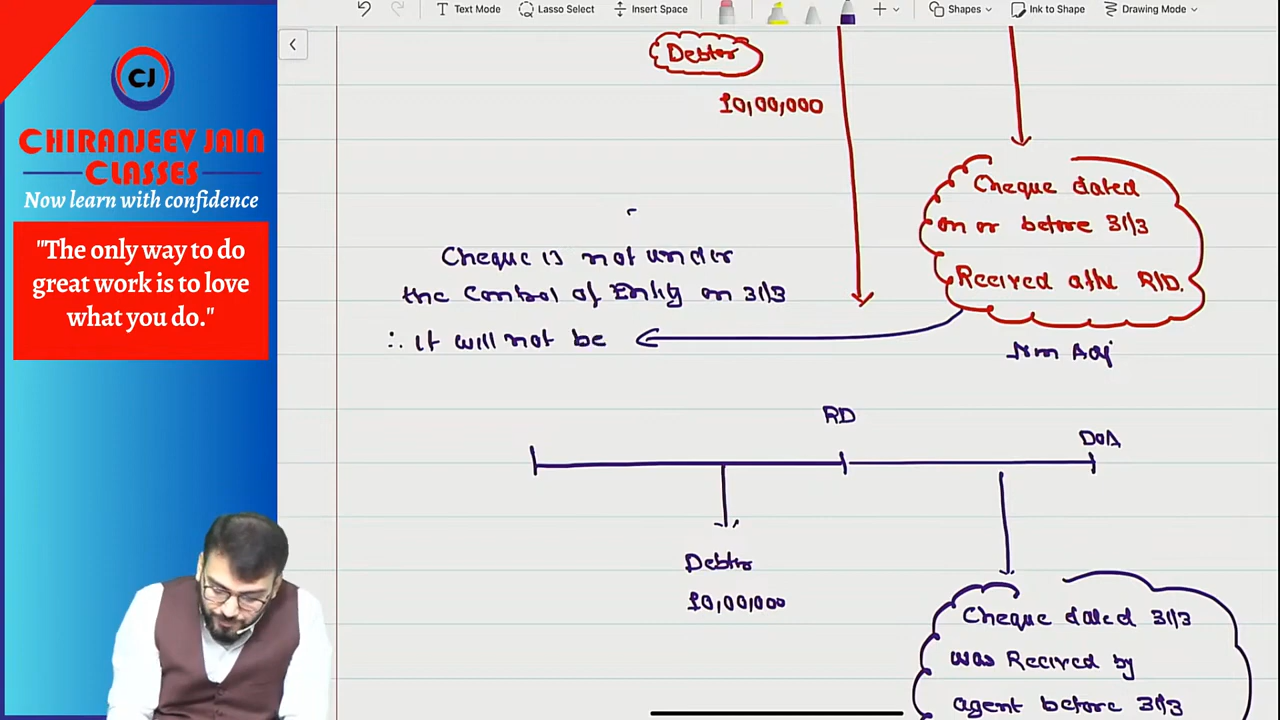 Text Mode
Lasso Select
Insert Space
Shapes
Ink to Shape
Drawing Mode
CJ
CHIRANJEEV JAIN
CLASSES
Now learn with confidence
"The only way to do
great work is to love
what you do."
Debtor
10,00,000
Cheque dated
on or before 31/3
Received after R/D.
Cheque is not under
the Control of Entity on 31/3
∴ it will not be
Non Adj
RD
DOA
Debtor
10,00,000
Cheque dated 31/3
was Received by
agent before 31/3